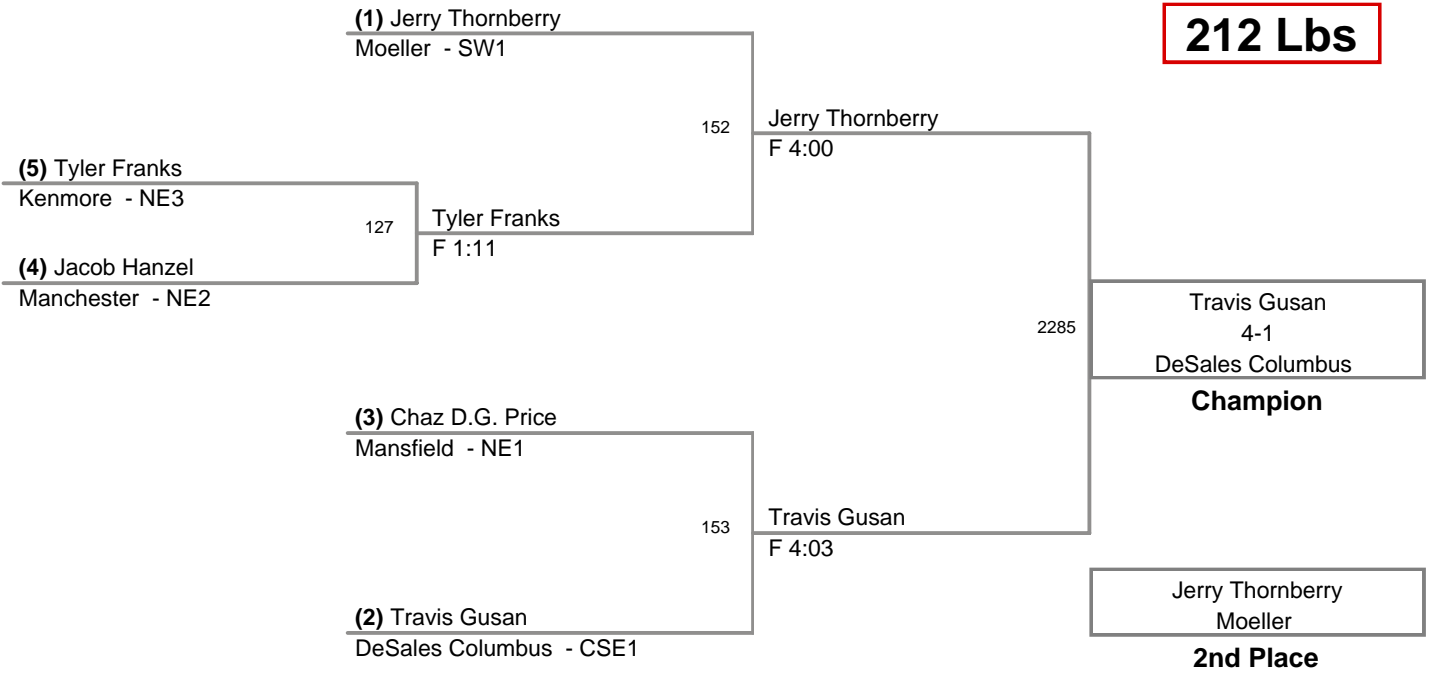 (1) Jerry Thornberry
Moeller - SW1
212 Lbs
152
Jerry Thornberry
F 4:00
(5) Tyler Franks
Kenmore - NE3
127
Tyler Franks
F 1:11
(4) Jacob Hanzel
Manchester - NE2
2285
Travis Gusan
4-1
DeSales Columbus
Champion
(3) Chaz D.G. Price
Mansfield - NE1
153
Travis Gusan
F 4:03
(2) Travis Gusan
DeSales Columbus - CSE1
Jerry Thornberry
Moeller
2nd Place